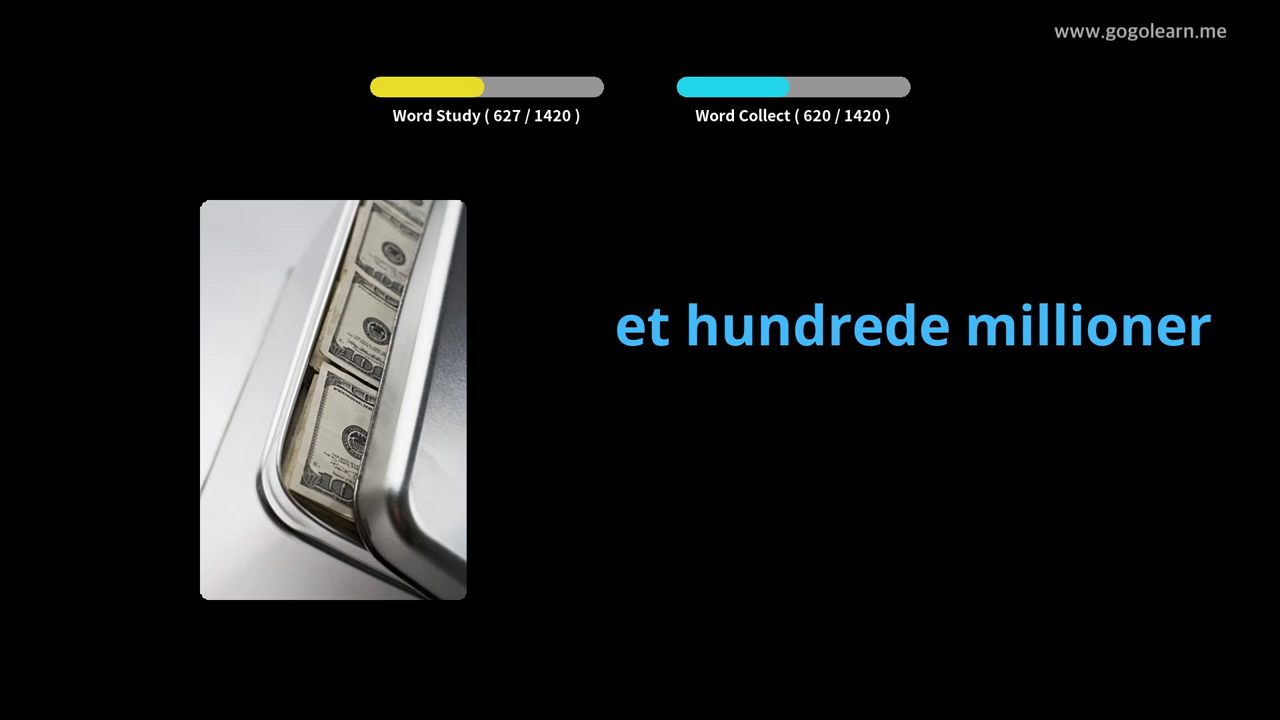 www.gogolearn.me
Word Study ( 627 / 1420 )
Word Collect ( 620 / 1420 )
et hundrede millioner